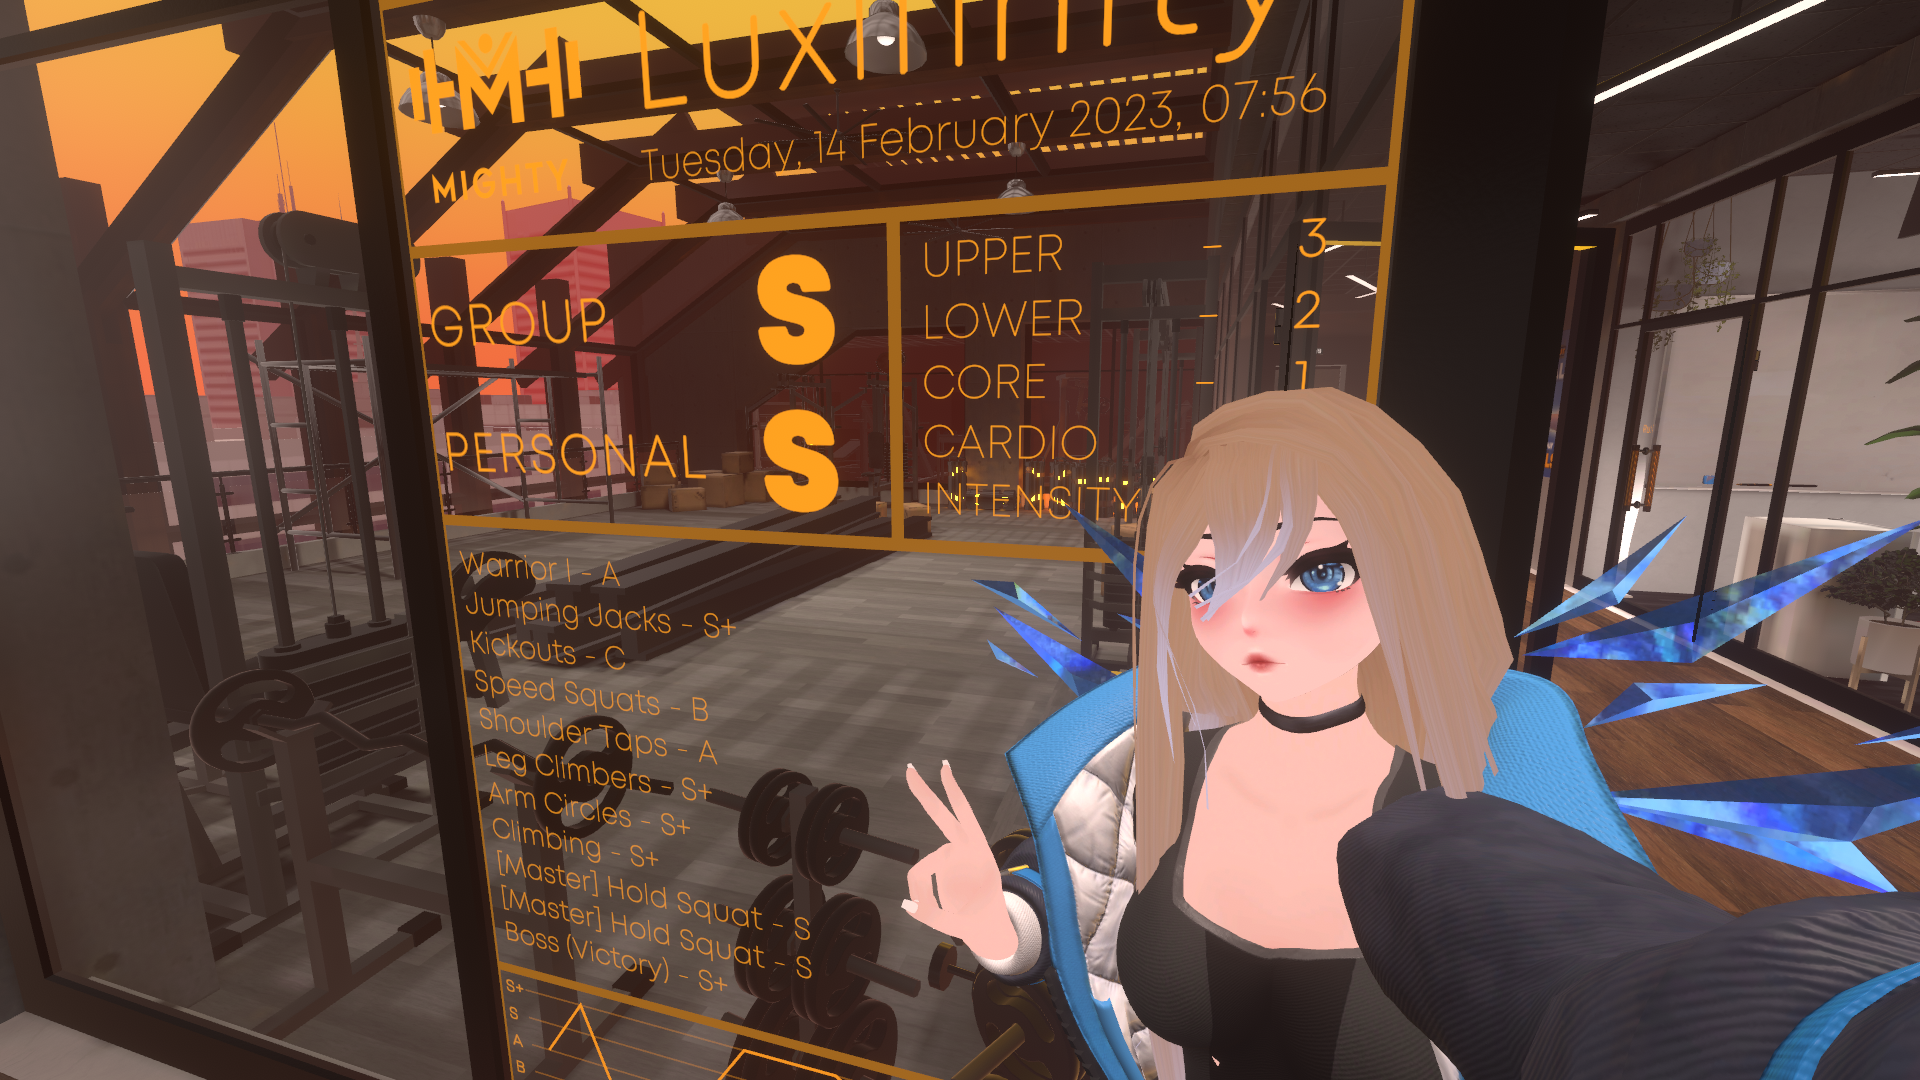 Luxinfinity
Tuesday, 14 February 2023, 07:56
MIGHTY
GROUP S
PERSONAL S
UPPER - 3
LOWER - 2
CORE - 1
CARDIO
INTENSITY
Warrior I - A
Jumping Jacks - S+
Kickouts - C
Speed Squats - B
Shoulder Taps - A
Leg Climbers - S+
Arm Circles - S+
Climbing - S+
[Master] Hold Squat - S
[Master] Hold Squat - S
Boss (Victory) - S+
S+
S
A
B